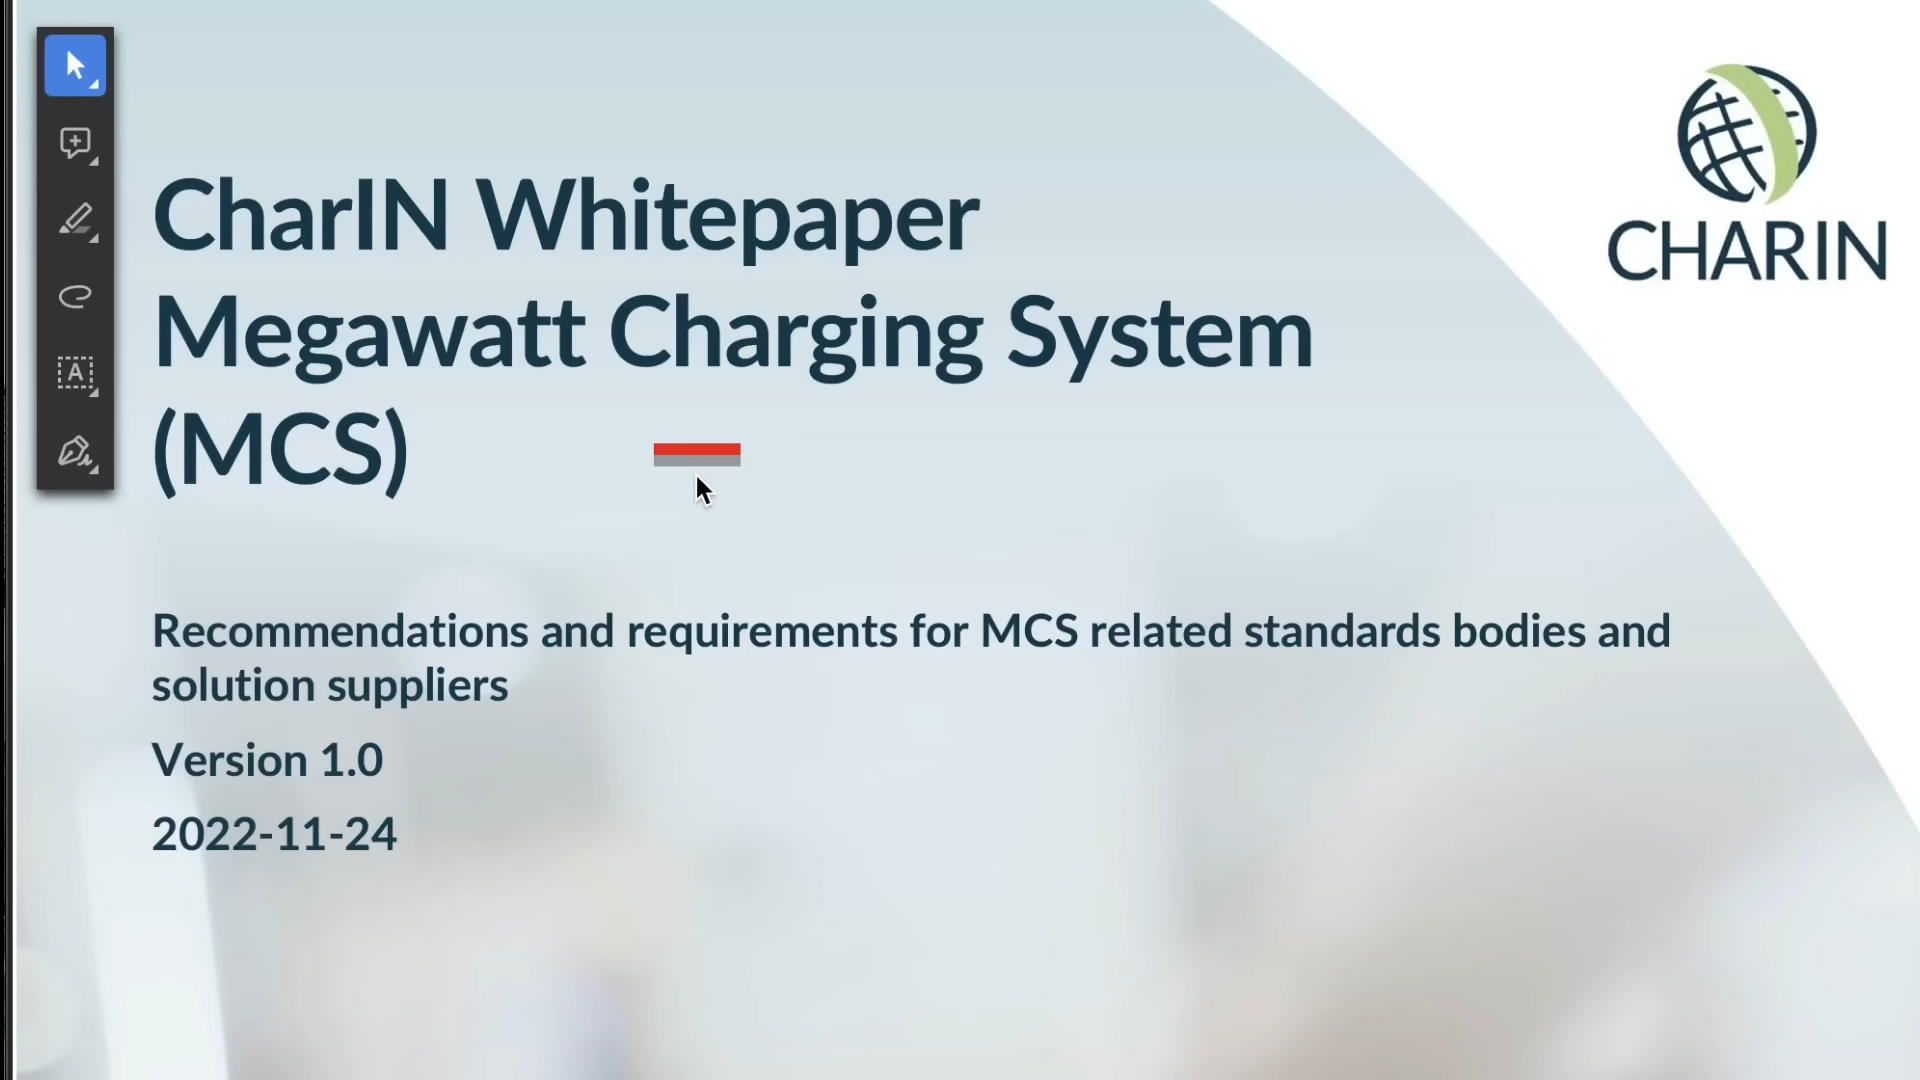 CharIN Whitepaper
Megawatt Charging System
(MCS)
CHARIN
Recommendations and requirements for MCS related standards bodies and
solution suppliers
Version 1.0
2022-11-24